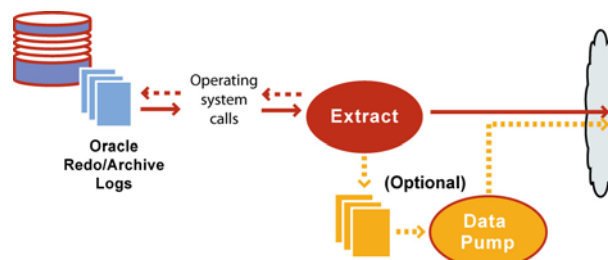 Operating
system
calls
Extract
Oracle
Redo/Archive
Logs
(Optional)
Data
Pump